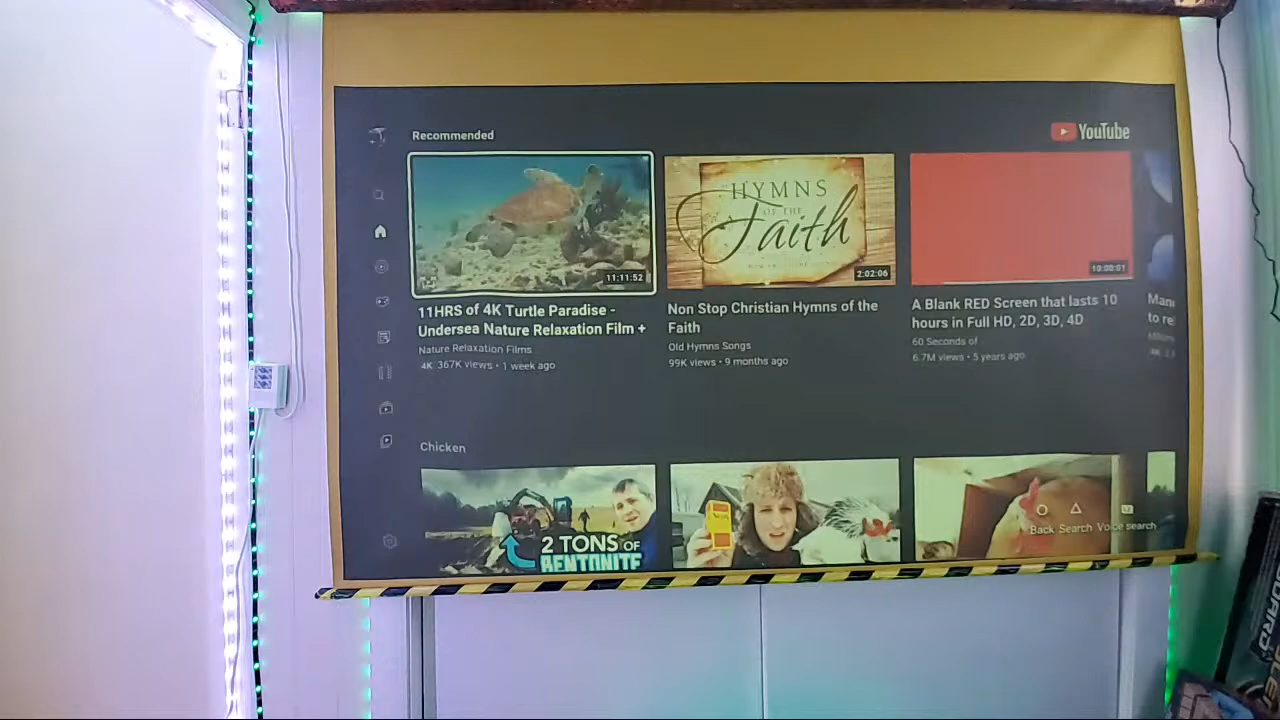 Recommended
YouTube
HYMNS
OF THE
Faith
11:11:52
2:02:06
10:00:01
11HRS of 4K Turtle Paradise -
Undersea Nature Relaxation Film +
Nature Relaxation Films
4K 367K views • 1 week ago
Non Stop Christian Hymns of the
Faith
Old Hymns Songs
99K views • 9 months ago
A Blank RED Screen that lasts 10
hours in Full HD, 2D, 3D, 4D
60 Seconds of
6.7M views • 5 years ago
Man
to re
Chicken
2 TONS OF
BENTONITE
Back Search Voice search